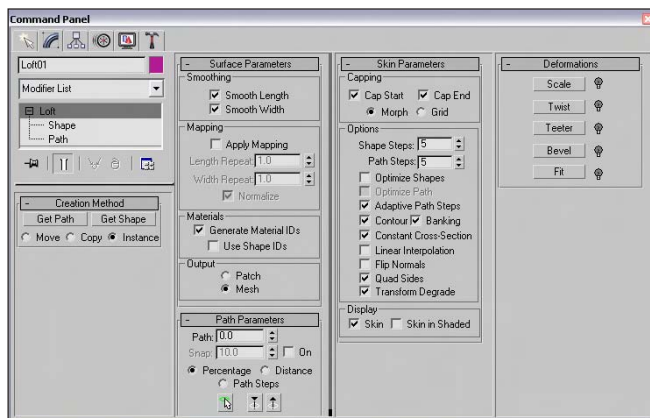 Command Panel
Loft01
Modifier List
Loft
Shape
Path
Creation Method
Get Path Get Shape
Move Copy Instance
Surface Parameters
Smoothing
Smooth Length
Smooth Width
Mapping
Apply Mapping
Length Repeat: 1.0
Width Repeat: 1.0
Normalize
Materials
Generate Material IDs
Use Shape IDs
Output
Patch
Mesh
Path Parameters
Path: 0.0
Snap: 10.0 On
Percentage Distance
Path Steps
Skin Parameters
Capping
Cap Start Cap End
Morph Grid
Options
Shape Steps: 5
Path Steps: 5
Optimize Shapes
Optimize Path
Adaptive Path Steps
Contour Banking
Constant Cross-Section
Linear Interpolation
Flip Normals
Quad Sides
Transform Degrade
Display
Skin Skin in Shaded
Deformations
Scale
Twist
Teeter
Bevel
Fit